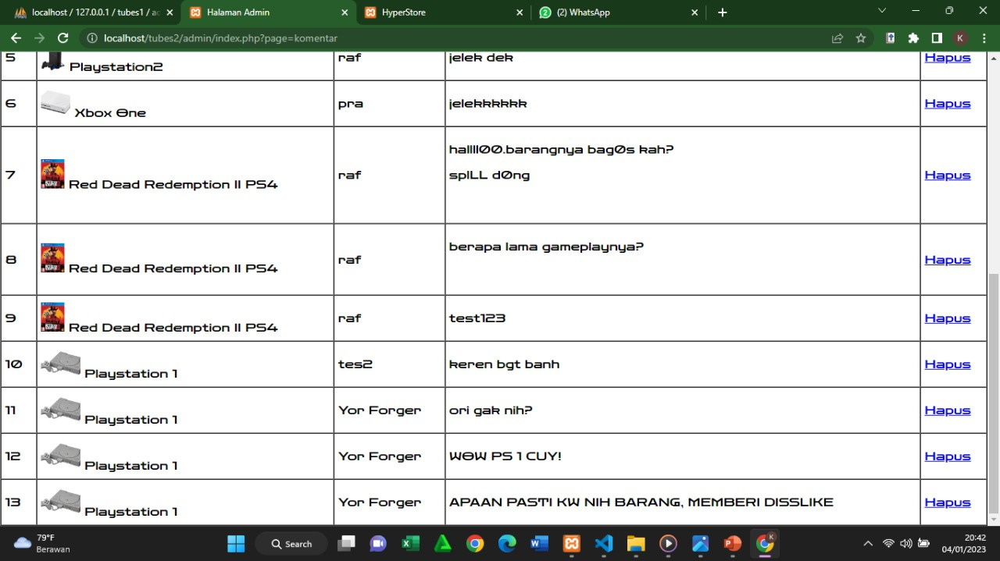 localhost / 127.0.0.1 / tubes1 / ac
Halaman Admin
HyperStore
(2) WhatsApp
localhost/tubes2/admin/index.php?page=komentar
K
5 Playstation2 raf jelek dek Hapus
6 Xbox One pra jelekkkkkk Hapus
7 Red Dead Redemption II PS4 raf hallll00.barangnya bag0s kah?
spILL d0ng Hapus
8 Red Dead Redemption II PS4 raf berapa lama gameplaynya? Hapus
9 Red Dead Redemption II PS4 raf test123 Hapus
10 Playstation 1 tes2 keren bgt banh Hapus
11 Playstation 1 Yor Forger ori gak nih? Hapus
12 Playstation 1 Yor Forger WOW PS 1 CUY! Hapus
13 Playstation 1 Yor Forger APAAN PASTI KW NIH BARANG, MEMBERI DISSLIKE Hapus
79°F
Berawan
Search
20:42
04/01/2023